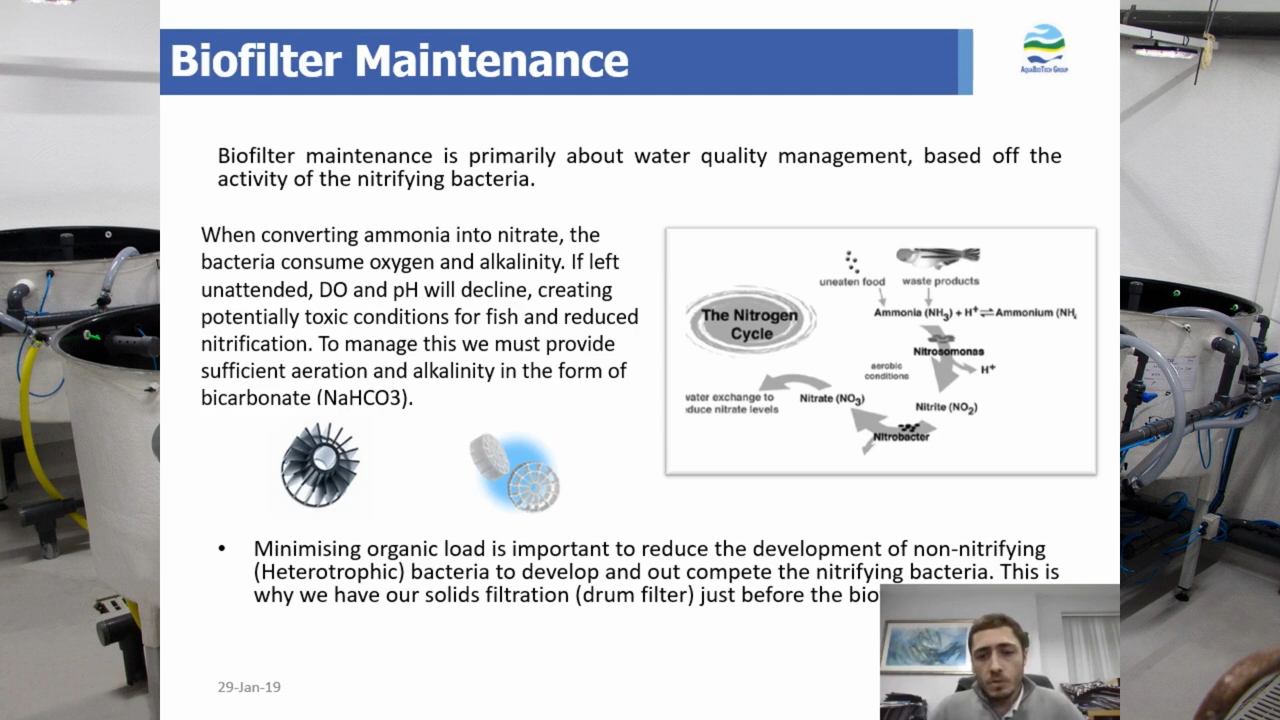 Biofilter Maintenance
AquaBioTech Group
Biofilter maintenance is primarily about water quality management, based off the
activity of the nitrifying bacteria.
When converting ammonia into nitrate, the
bacteria consume oxygen and alkalinity. If left
unattended, DO and pH will decline, creating
potentially toxic conditions for fish and reduced
nitrification. To manage this we must provide
sufficient aeration and alkalinity in the form of
bicarbonate (NaHCO3).
uneaten food
waste products
The Nitrogen
Cycle
Ammonia (NH3) + H+ ⇌ Ammonium (NH
Nitrosomonas
H+
aerobic
conditions
Nitrate (NO3)
vater exchange to
duce nitrate levels
Nitrite (NO2)
Nitrobacter
• Minimising organic load is important to reduce the development of non-nitrifying
(Heterotrophic) bacteria to develop and out compete the nitrifying bacteria. This is
why we have our solids filtration (drum filter) just before the bio
29-Jan-19